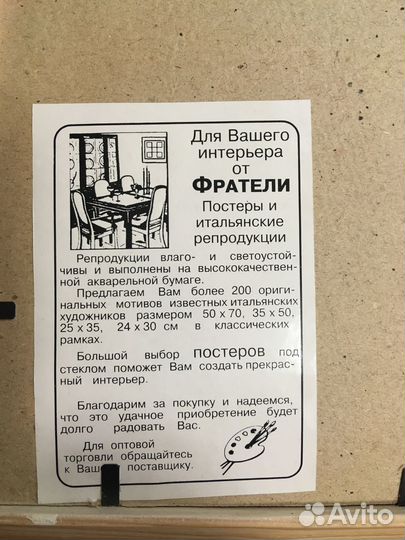 Для Вашего
интерьера
от
ФРАТЕЛИ
Постеры и
итальянские
репродукции
Репродукции влаго- и светоустой-
чивы и выполнены на высококачествен-
ной акварельной бумаге.
Предлагаем Вам более 200 ориги-
нальных мотивов известных итальянских
художников размером 50 х 70, 35 х 50,
25 х 35, 24 х 30 см в классических
рамках.
Большой выбор постеров под
стеклом поможет Вам создать прекрас-
ный интерьер.
Благодарим за покупку и надеемся,
что это удачное приобретение будет
долго радовать Вас.
Для оптовой
торговли обращайтесь
к Ваш поставщику.
Avito